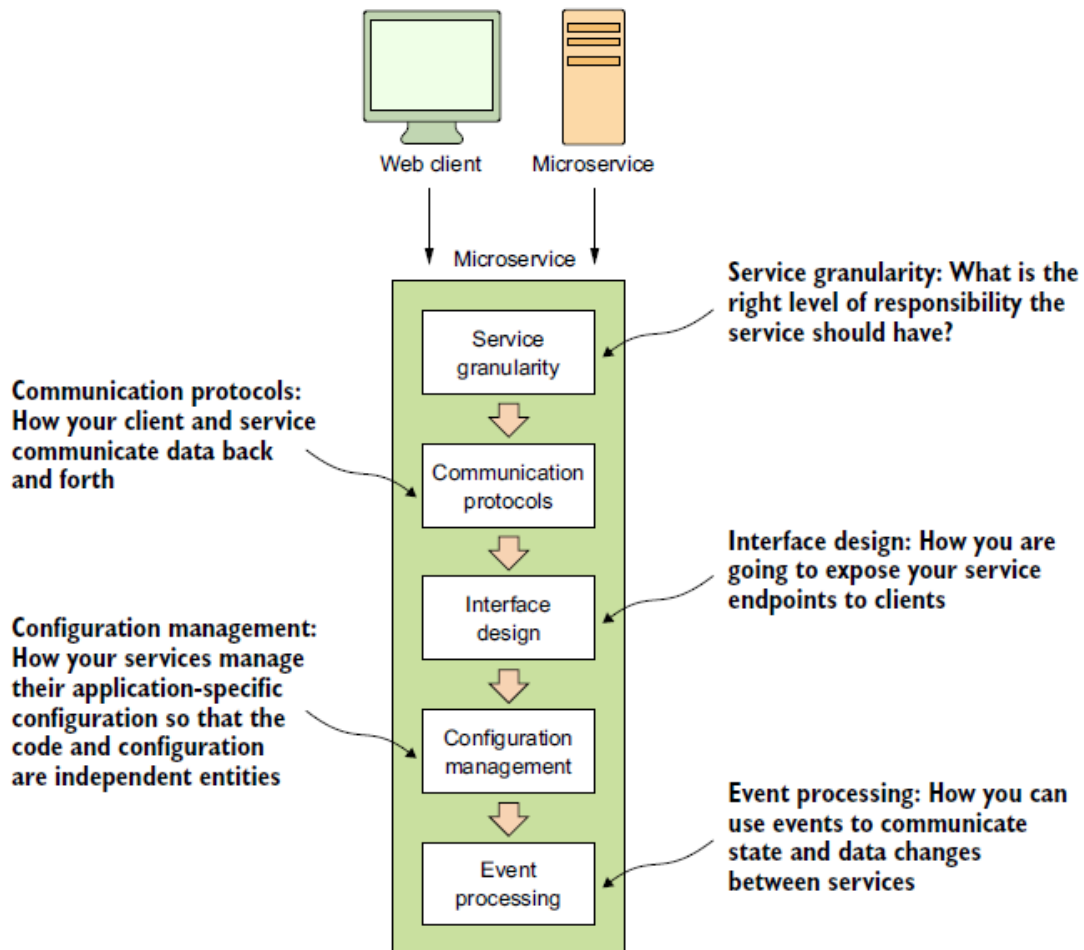 Web client
Microservice
Microservice
Service granularity: What is the
right level of responsibility the
service should have?
Service
granularity
Communication protocols:
How your client and service
communicate data back
and forth
Communication
protocols
Interface design: How you are
going to expose your service
endpoints to clients
Interface
design
Configuration management:
How your services manage
their application-specific
configuration so that the
code and configuration
are independent entities
Configuration
management
Event processing: How you can
use events to communicate
state and data changes
between services
Event
processing